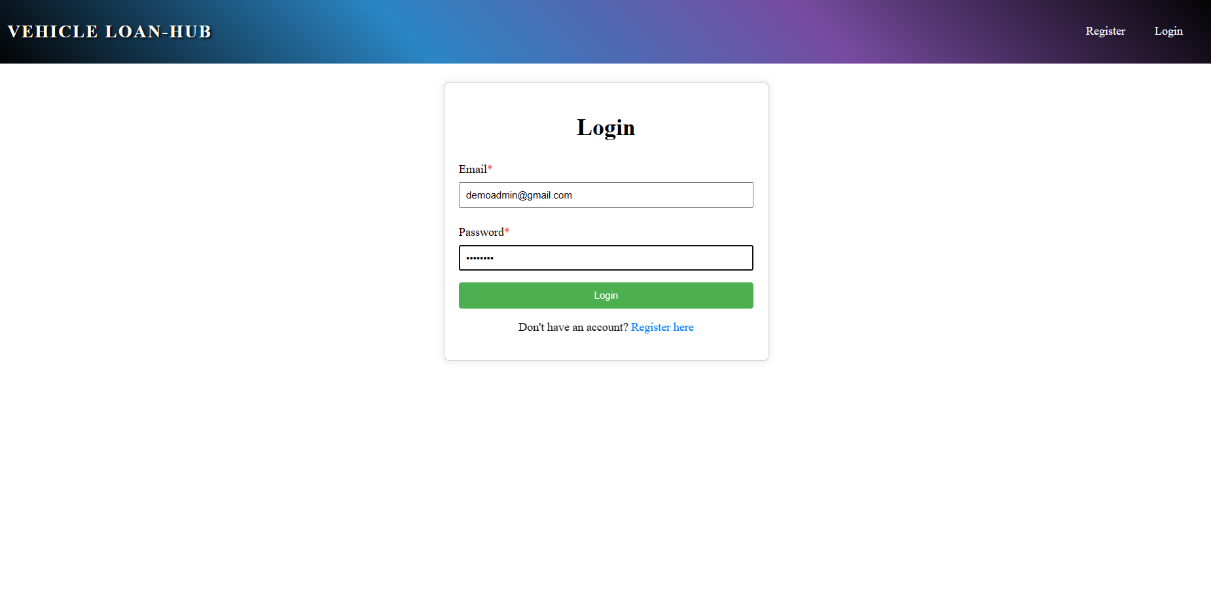 VEHICLE LOAN-HUB
Register
Login
Login
Email*
demoadmin@gmail.com
Password*
••••••••
Login
Don't have an account? Register here